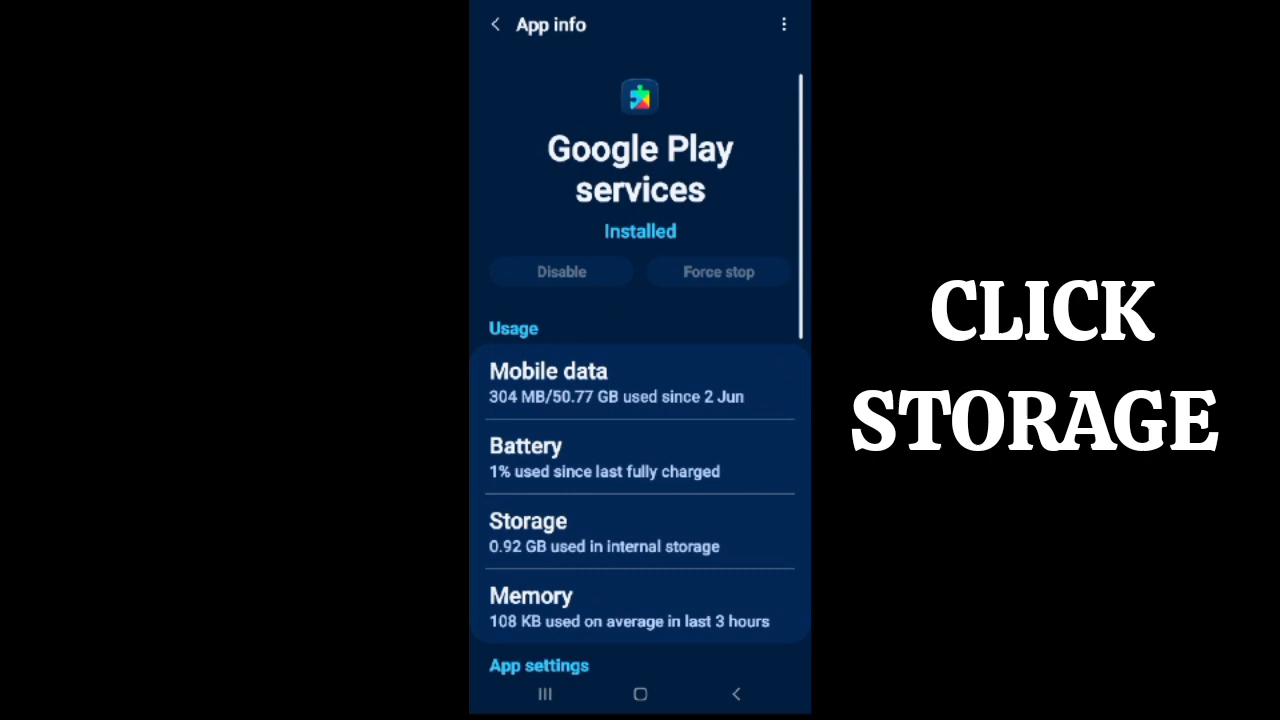 App info
Google Play
services
Installed
Disable
Force stop
Usage
Mobile data
304 MB/50.77 GB used since 2 Jun
Battery
1% used since last fully charged
Storage
0.92 GB used in internal storage
Memory
108 KB used on average in last 3 hours
App settings
CLICK
STORAGE